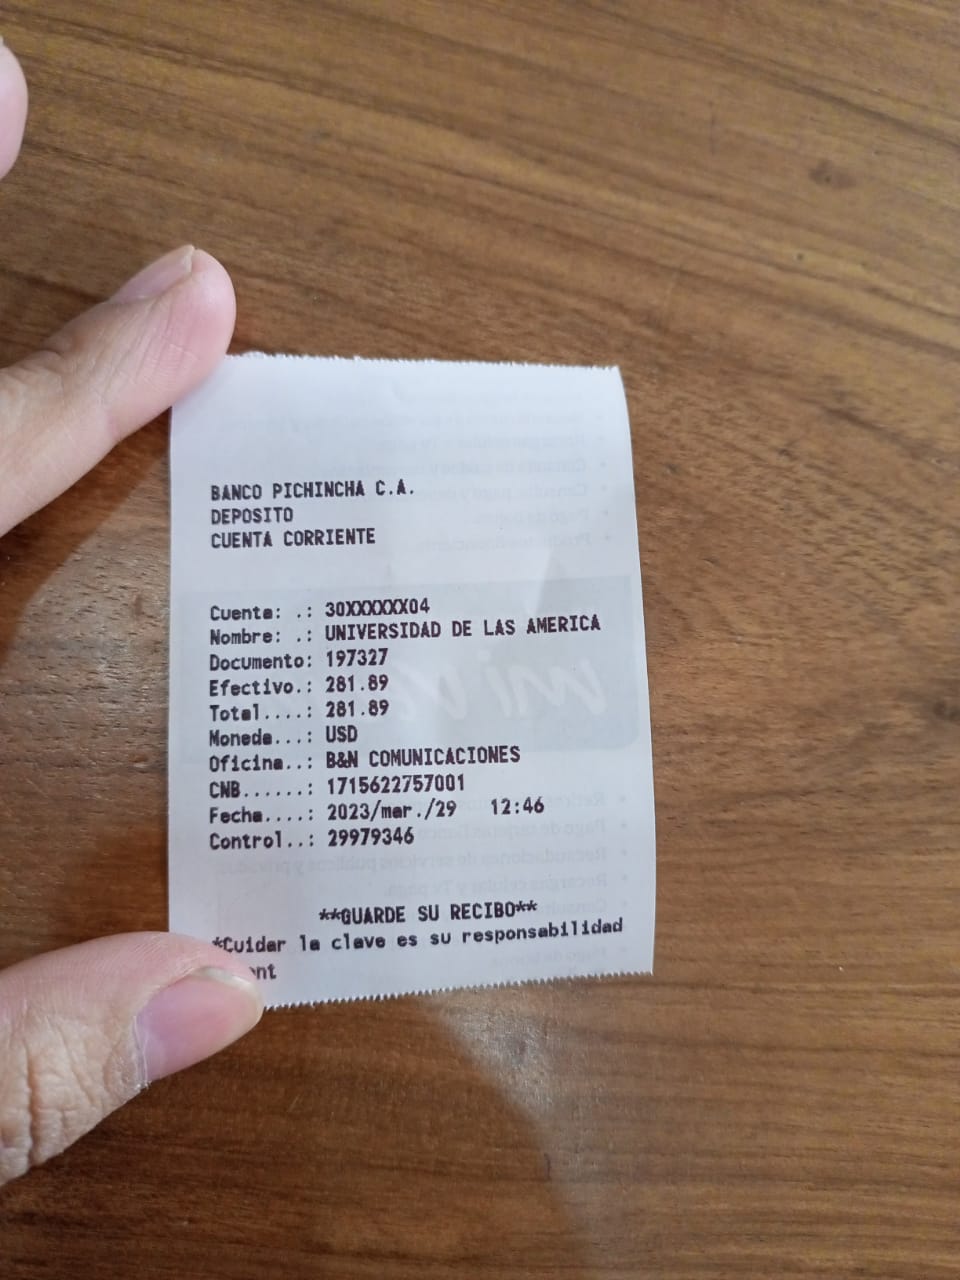 BANCO PICHINCHA C.A.
DEPOSITO
CUENTA CORRIENTE
Cuenta: .: 30XXXXXX04
Nombre: .: UNIVERSIDAD DE LAS AMERICA
Documento: 197327
Efectivo.: 281.89
Total....: 281.89
Moneda...: USD
Oficina..: B&N COMUNICACIONES
CNB......: 1715622757001
Fecha....: 2023/mar./29 12:46
Control..: 29979346
**GUARDE SU RECIBO**
*Cuidar la clave es su responsabilidad